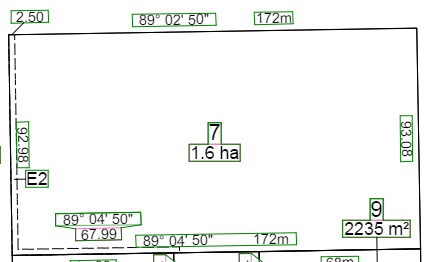 2.50
89° 02' 50"
172m
92.98
93.08
7
1.6 ha
E2
9
2235 m²
89° 04' 50"
67.99
89° 04' 50"
172m
68m